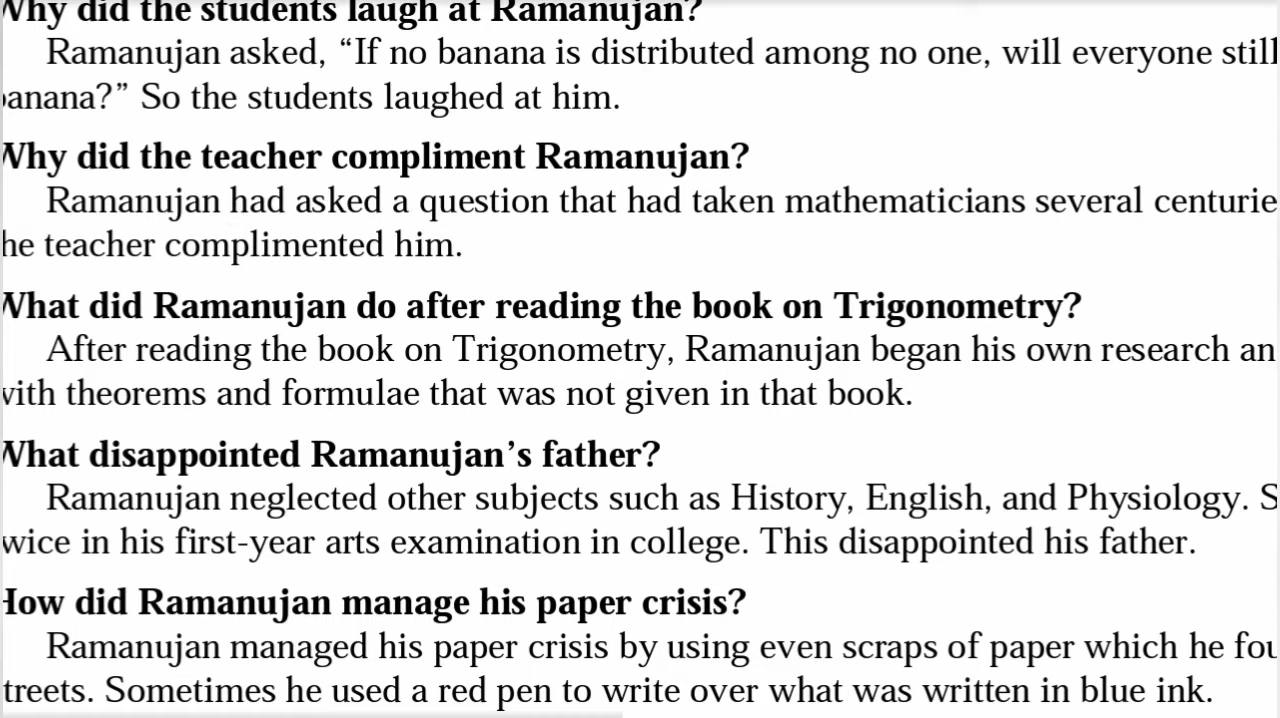 Why did the students laugh at Ramanujan?
Ramanujan asked, “If no banana is distributed among no one, will everyone still
banana?” So the students laughed at him.
Why did the teacher compliment Ramanujan?
Ramanujan had asked a question that had taken mathematicians several centurie
he teacher complimented him.
What did Ramanujan do after reading the book on Trigonometry?
After reading the book on Trigonometry, Ramanujan began his own research an
with theorems and formulae that was not given in that book.
What disappointed Ramanujan’s father?
Ramanujan neglected other subjects such as History, English, and Physiology. S
wice in his first-year arts examination in college. This disappointed his father.
How did Ramanujan manage his paper crisis?
Ramanujan managed his paper crisis by using even scraps of paper which he fou
treets. Sometimes he used a red pen to write over what was written in blue ink.